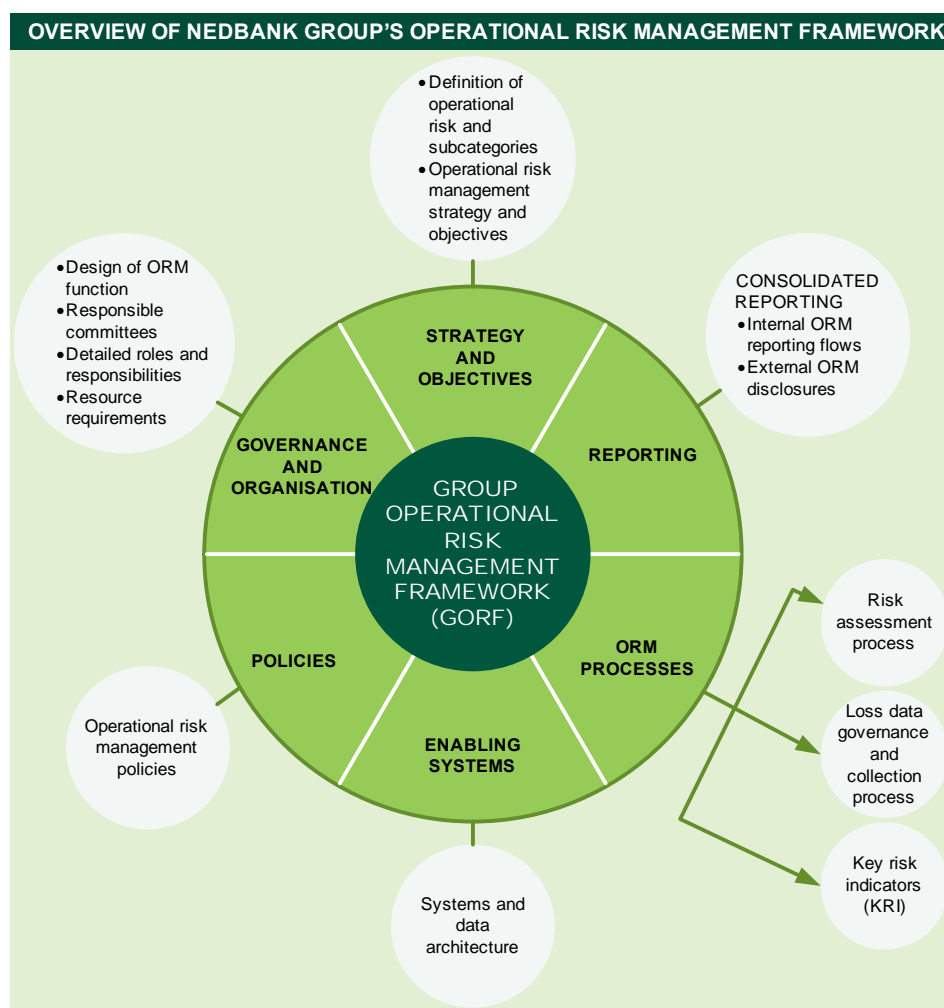 OVERVIEW OF NEDBANK GROUP'S OPERATIONAL RISK MANAGEMENT FRAMEWORK
•Definition of
operational
risk and
subcategories
•Operational risk
management
strategy and
objectives
•Design of ORM
function
•Responsible
committees
•Detailed roles and
responsibilities
•Resource
requirements
CONSOLIDATED
REPORTING
•Internal ORM
reporting flows
•External ORM
disclosures
STRATEGY
AND
OBJECTIVES
GOVERNANCE
AND
ORGANISATION
REPORTING
GROUP
OPERATIONAL
RISK
MANAGEMENT
FRAMEWORK
(GORF)
POLICIES
ORM
PROCESSES
ENABLING
SYSTEMS
Operational risk
management
policies
Systems and
data
architecture
Risk
assessment
process
Loss data
governance
and
collection
process
Key risk
indicators
(KRI)